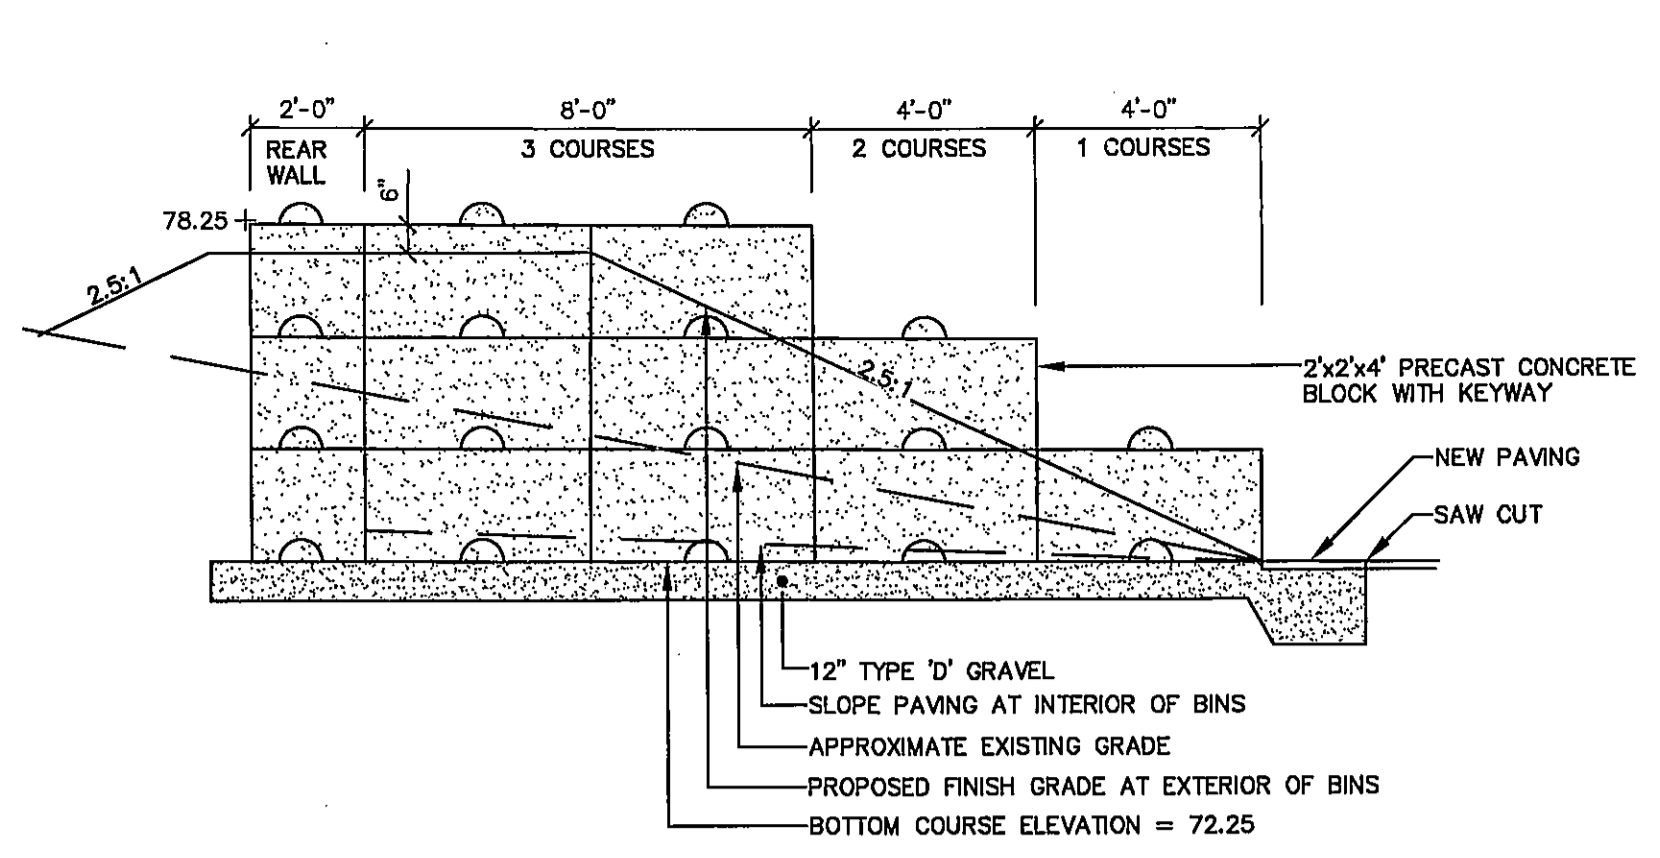 2'-0"
8'-0"
4'-0"
4'-0"
REAR
WALL
3 COURSES
2 COURSES
1 COURSES
6"
78.25
2.5:1
2.5:1
2'x2'x4' PRECAST CONCRETE
BLOCK WITH KEYWAY
NEW PAVING
SAW CUT
12" TYPE 'D' GRAVEL
SLOPE PAVING AT INTERIOR OF BINS
APPROXIMATE EXISTING GRADE
PROPOSED FINISH GRADE AT EXTERIOR OF BINS
BOTTOM COURSE ELEVATION = 72.25